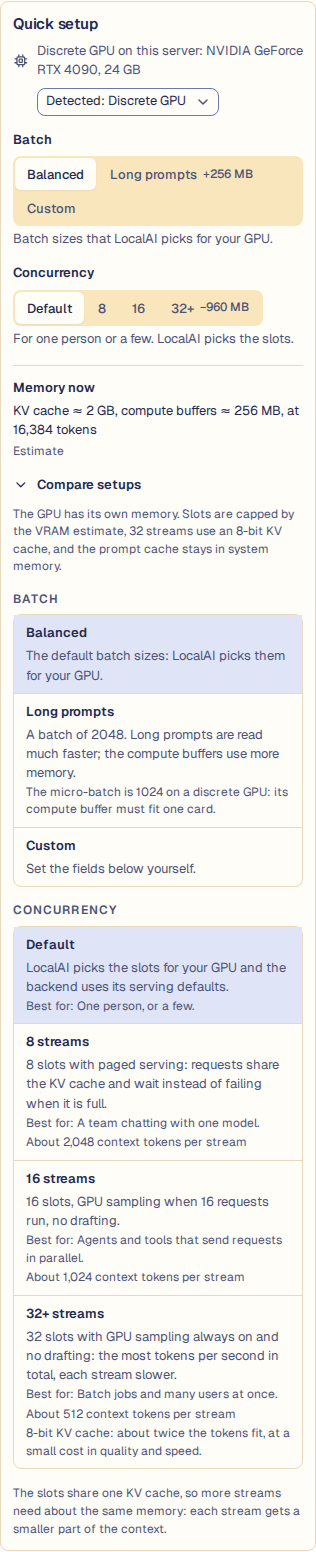 Quick setup
Discrete GPU on this server: NVIDIA GeForce
RTX 4090, 24 GB
Detected: Discrete GPU
Batch
Balanced Long prompts +256 MB
Custom
Batch sizes that LocalAI picks for your GPU.
Concurrency
Default 8 16 32+ −960 MB
For one person or a few. LocalAI picks the slots.
Memory now
KV cache ≈ 2 GB, compute buffers ≈ 256 MB, at
16,384 tokens
Estimate
Compare setups
The GPU has its own memory. Slots are capped by
the VRAM estimate, 32 streams use an 8-bit KV
cache, and the prompt cache stays in system
memory.
BATCH
Balanced
The default batch sizes: LocalAI picks them
for your GPU.
Long prompts
A batch of 2048. Long prompts are read
much faster; the compute buffers use more
memory.
The micro-batch is 1024 on a discrete GPU: its
compute buffer must fit one card.
Custom
Set the fields below yourself.
CONCURRENCY
Default
LocalAI picks the slots for your GPU and the
backend uses its serving defaults.
Best for: One person, or a few.
8 streams
8 slots with paged serving: requests share
the KV cache and wait instead of failing
when it is full.
Best for: A team chatting with one model.
About 2,048 context tokens per stream
16 streams
16 slots, GPU sampling when 16 requests
run, no drafting.
Best for: Agents and tools that send requests
in parallel.
About 1,024 context tokens per stream
32+ streams
32 slots with GPU sampling always on and
no drafting: the most tokens per second in
total, each stream slower.
Best for: Batch jobs and many users at once.
About 512 context tokens per stream
8-bit KV cache: about twice the tokens fit, at a
small cost in quality and speed.
The slots share one KV cache, so more streams
need about the same memory: each stream gets a
smaller part of the context.